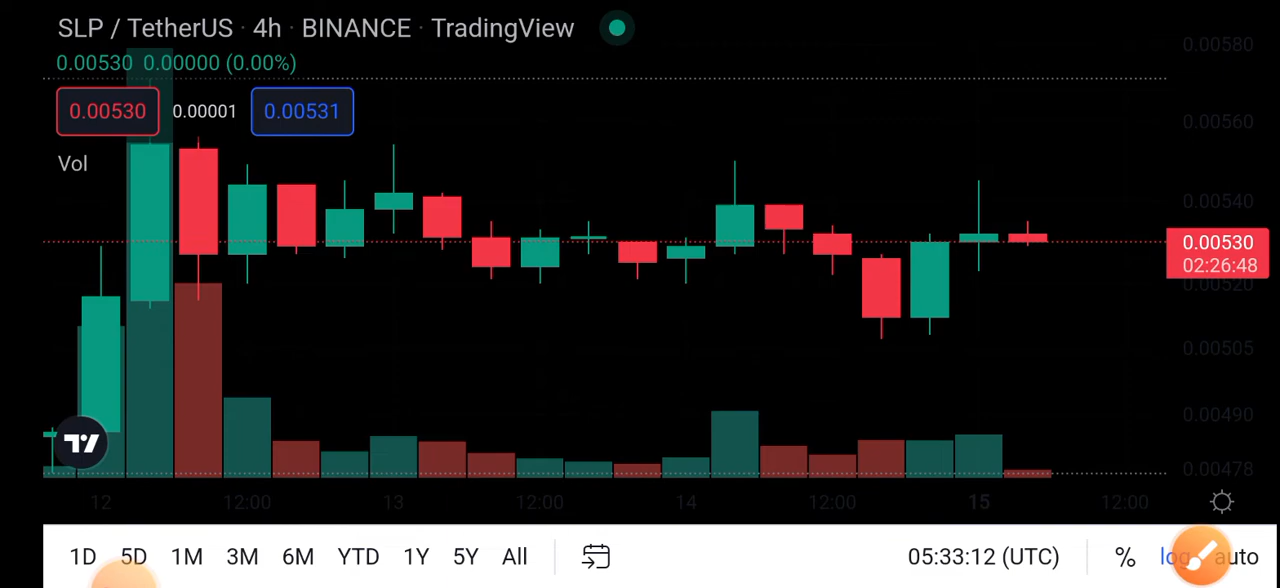 SLP / TetherUS · 4h · BINANCE · TradingView
0.00530 0.00000 (0.00%)
0.00530 0.00001 0.00531
Vol
0.00580
0.00560
0.00540
0.00530
02:26:48
0.00520
0.00505
0.00490
0.00478
12 12:00 13 12:00 14 12:00 15 12:00
1D 5D 1M 3M 6M YTD 1Y 5Y All 05:33:12 (UTC) % log auto